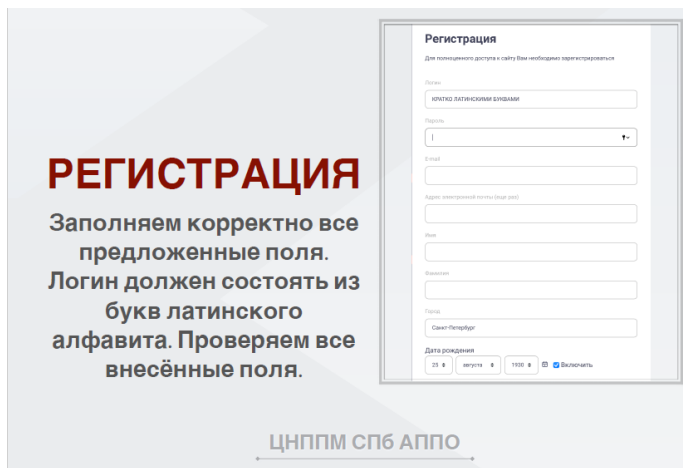 РЕГИСТРАЦИЯ
Заполняем корректно все
предложенные поля.
Логин должен состоять из
букв латинского
алфавита. Проверяем все
внесённые поля.
Регистрация
Для полноценного доступа к сайту Вам необходимо зарегистрироваться
Логин
КРАТКО ЛАТИНСКИМИ БУКВАМИ
Пароль
E-mail
Адрес электронной почты (еще раз)
Имя
Фамилия
Город
Санкт-Петербург
Дата рождения
23 августа 1930 Включить
ЦНППМ СПб АППО